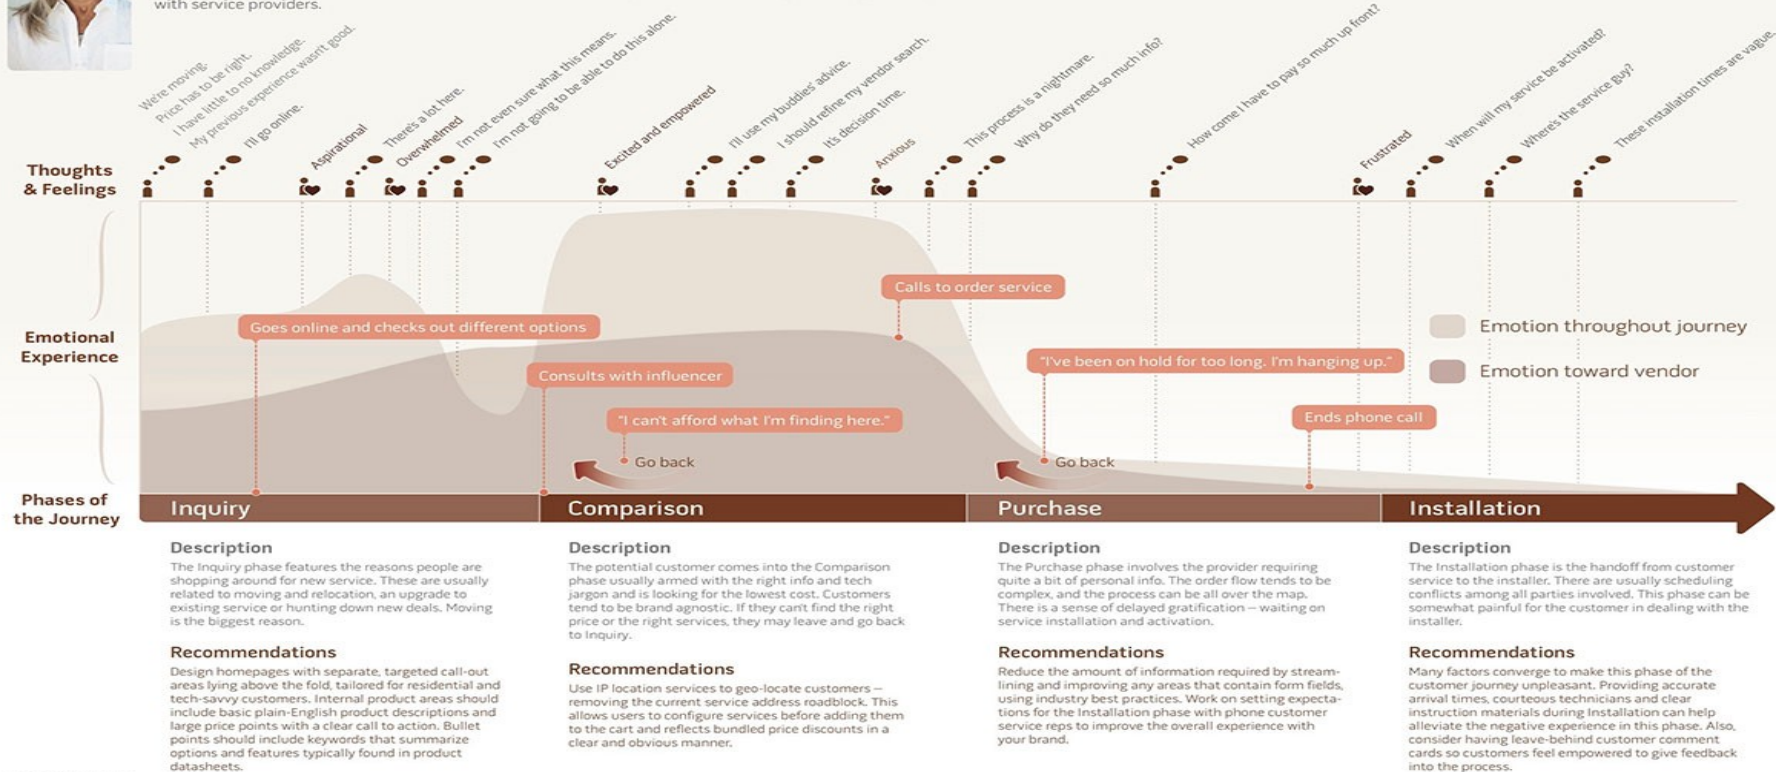 with service providers.
We're moving.
Price has to be right.
I have little to no knowledge.
My previous experience wasn't good.
I'll go online.
Aspirational
There's a lot here.
Overwhelmed
I'm not even sure what this means.
I'm not going to be able to do this alone.
Excited and empowered
I'll use my buddies' advice.
I should refine my vendor search.
It's decision time.
Anxious
This process is a nightmare.
Why do they need so much info?
How come I have to pay so much up front?
Frustrated
When will my service be activated?
Where's the service guy?
These installation times are vague.
Thoughts
& Feelings
Emotional
Experience
Calls to order service
Goes online and checks out different options
Consults with influencer
"I can't afford what I'm finding here."
Go back
"I've been on hold for too long. I'm hanging up."
Go back
Ends phone call
Emotion throughout journey
Emotion toward vendor
Phases of
the Journey
Inquiry
Comparison
Purchase
Installation
Description
The Inquiry phase features the reasons people are
shopping around for new service. These are usually
related to moving and relocation, an upgrade to
existing service or hunting down new deals. Moving
is the biggest reason.
Recommendations
Design homepages with separate, targeted call-out
areas lying above the fold, tailored for residential and
tech-savvy customers. Internal product areas should
include basic plain-English product descriptions and
large price points with a clear call to action. Bullet
points should include keywords that summarize
options and features typically found in product
datasheets.
Description
The potential customer comes into the Comparison
phase usually armed with the right info and tech
jargon and is looking for the lowest cost. Customers
tend to be brand agnostic. If they can't find the right
price or the right services, they may leave and go back
to Inquiry.
Recommendations
Use IP location services to geo-locate customers –
removing the current service address roadblock. This
allows users to configure services before adding them
to the cart and reflects bundled price discounts in a
clear and obvious manner.
Description
The Purchase phase involves the provider requiring
quite a bit of personal info. The order flow tends to be
complex, and the process can be all over the map.
There is a sense of delayed gratification – waiting on
service installation and activation.
Recommendations
Reduce the amount of information required by stream-
lining and improving any areas that contain form fields,
using industry best practices. Work on setting expecta-
tions for the Installation phase with phone customer
service reps to improve the overall experience with
your brand.
Description
The Installation phase is the handoff from customer
service to the installer. There are usually scheduling
conflicts among all parties involved. This phase can be
somewhat painful for the customer in dealing with the
installer.
Recommendations
Many factors converge to make this phase of the
customer journey unpleasant. Providing accurate
arrival times, courteous technicians and clear
instruction materials during Installation can help
alleviate the negative experience in this phase. Also,
consider having leave-behind customer comment
cards so customers feel empowered to give feedback
into the process.